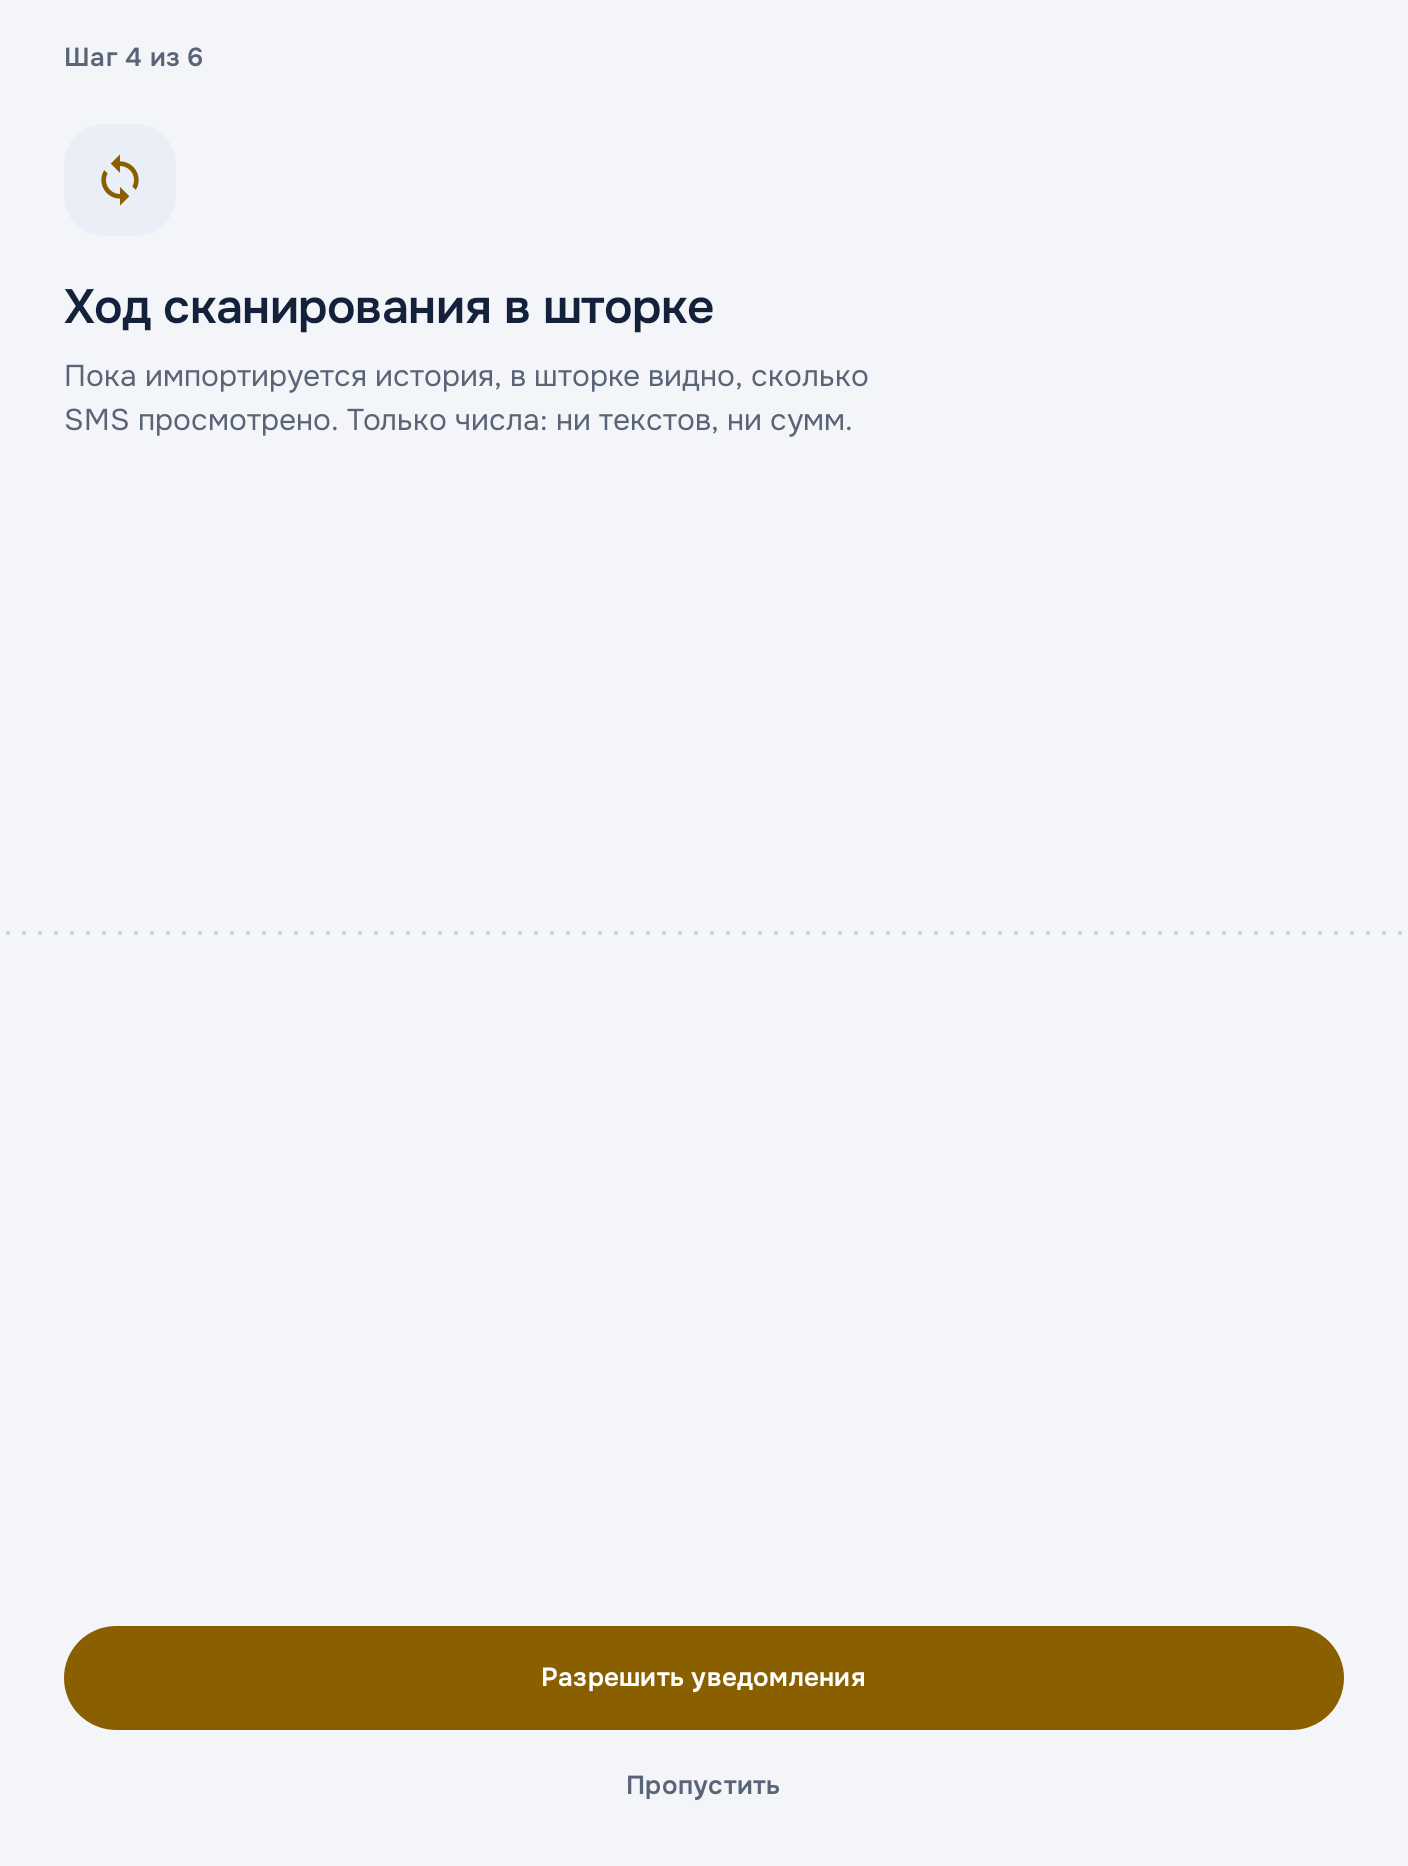 Шаг 4 из 6
Ход сканирования в шторке
Пока импортируется история, в шторке видно, сколько
SMS просмотрено. Только числа: ни текстов, ни сумм.
Разрешить уведомления
Пропустить